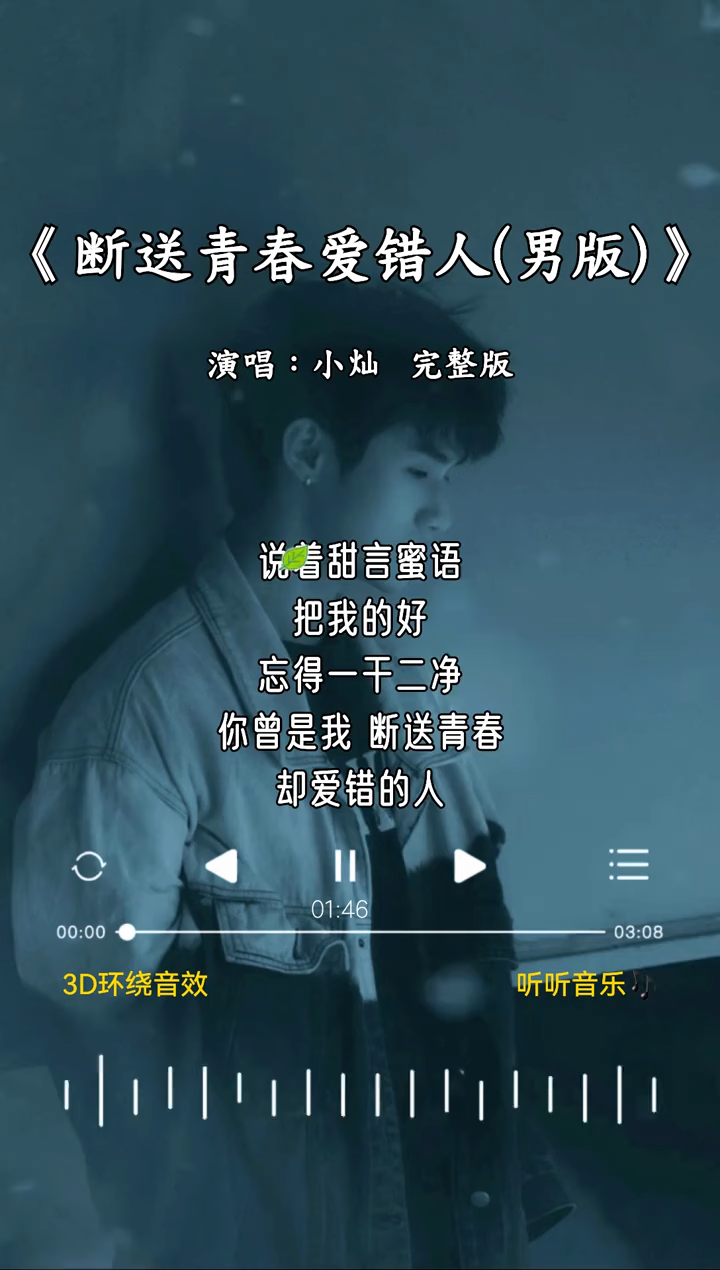 《断送青春爱错人(男版)》
演唱：小灿 完整版
说着甜言蜜语
把我的好
忘得一干二净
你曾是我 断送青春
却爱错的人
01:46
00:00 03:08
3D环绕音效 听听音乐🎶